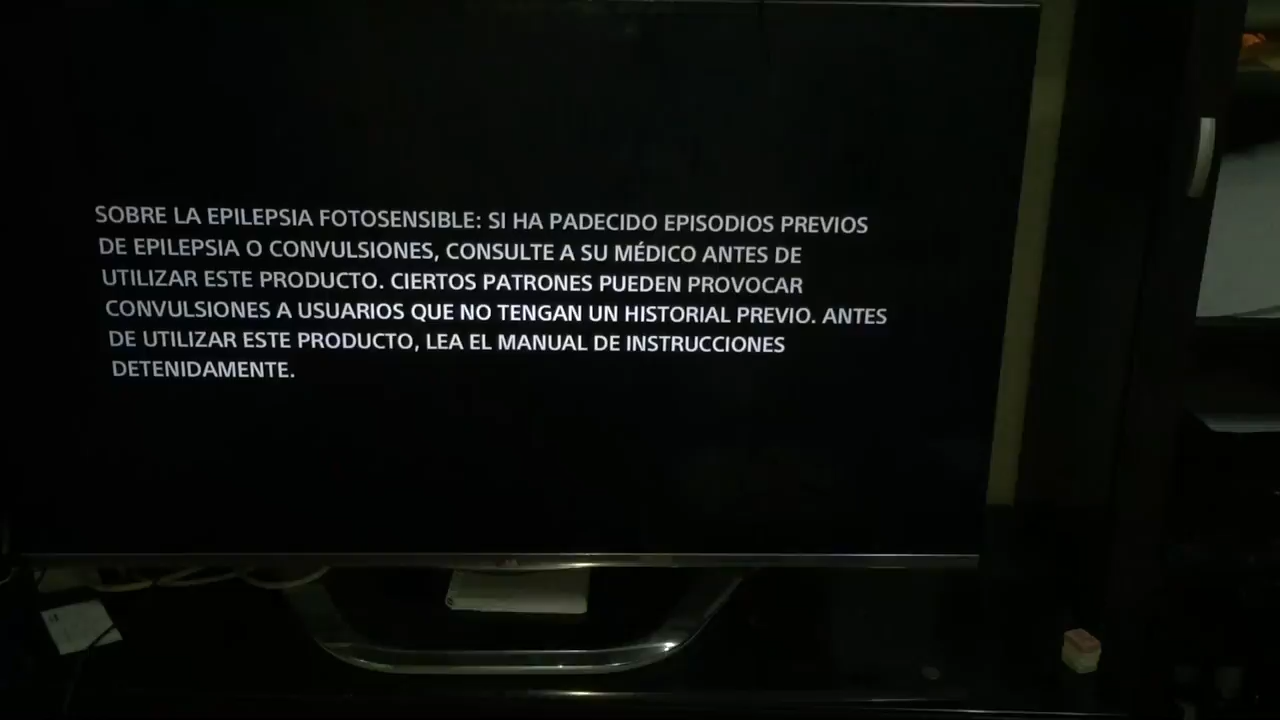 SOBRE LA EPILEPSIA FOTOSENSIBLE: SI HA PADECIDO EPISODIOS PREVIOS
DE EPILEPSIA O CONVULSIONES, CONSULTE A SU MÉDICO ANTES DE
UTILIZAR ESTE PRODUCTO. CIERTOS PATRONES PUEDEN PROVOCAR
CONVULSIONES A USUARIOS QUE NO TENGAN UN HISTORIAL PREVIO. ANTES
DE UTILIZAR ESTE PRODUCTO, LEA EL MANUAL DE INSTRUCCIONES
DETENIDAMENTE.